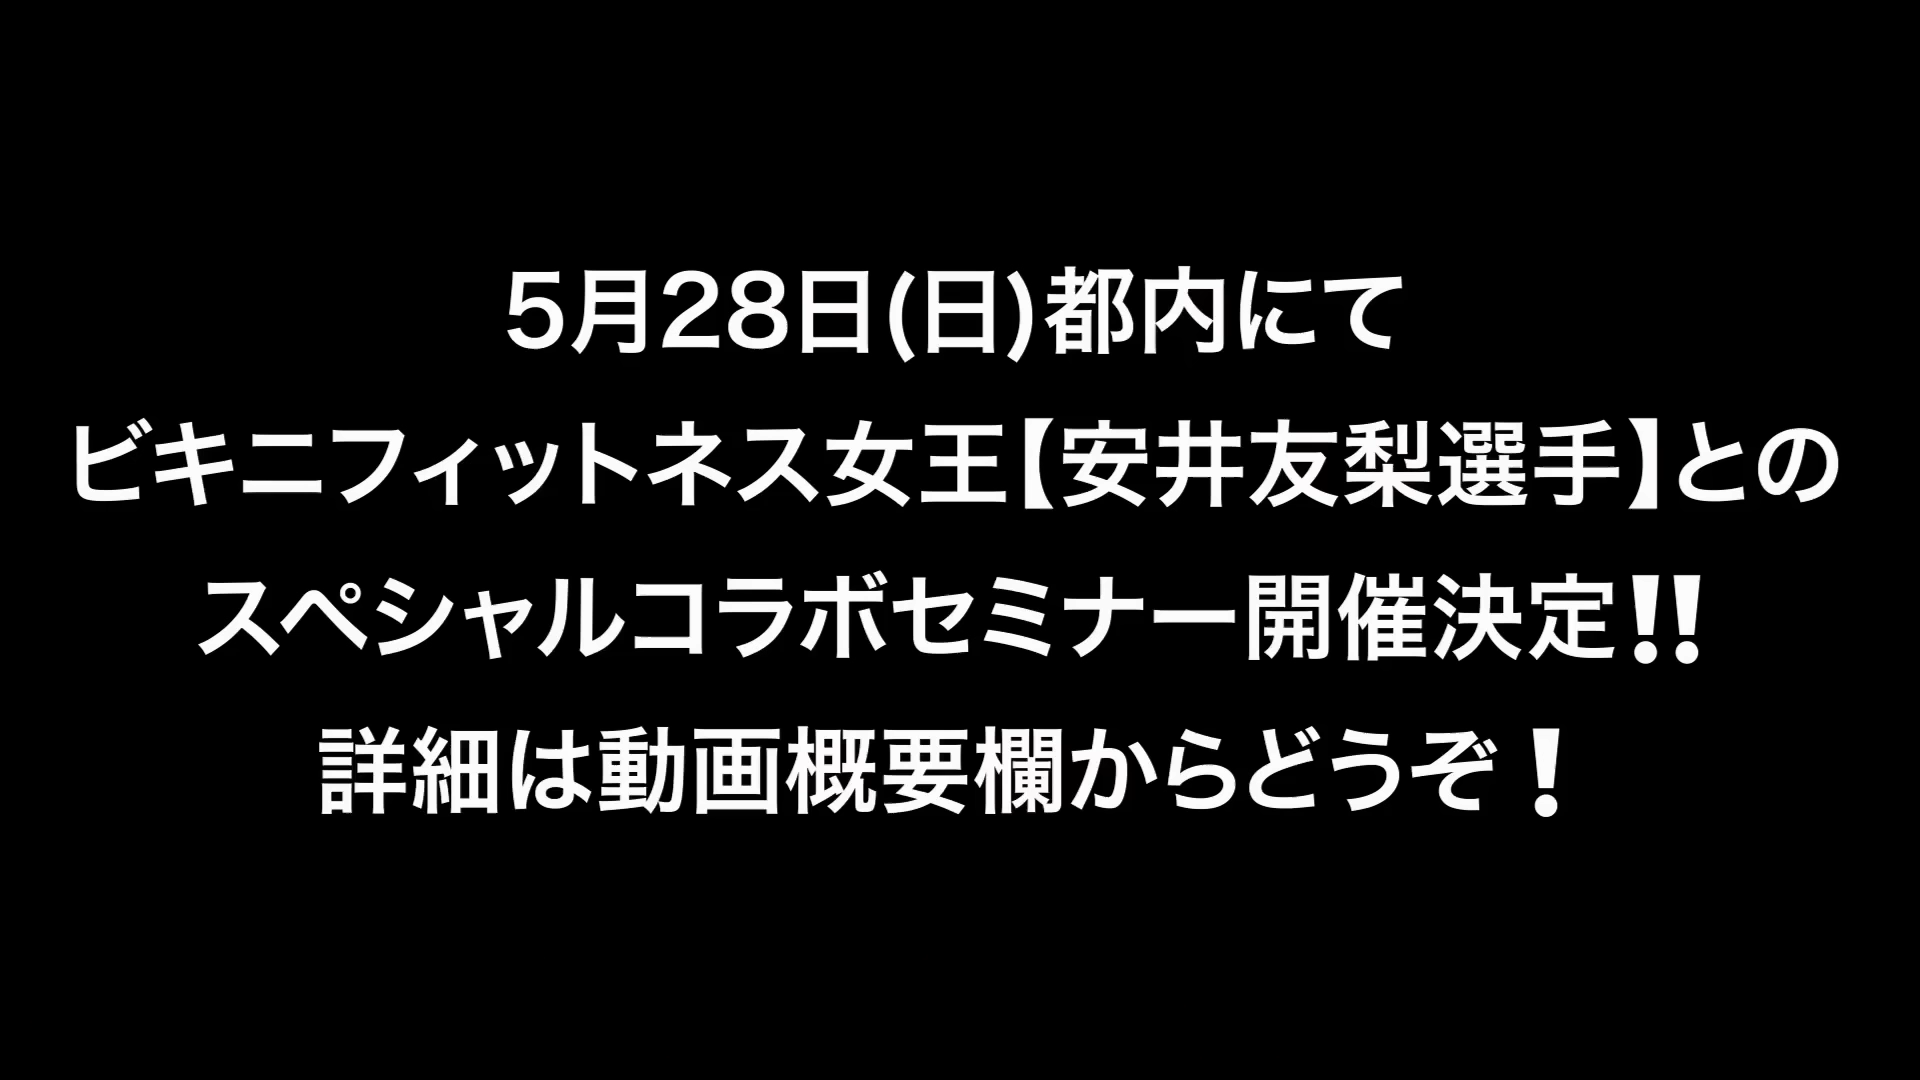 5月28日(日)都内にて
ビキニフィットネス女王【安井友梨選手】との
スペシャルコラボセミナー開催決定!!
詳細は動画概要欄からどうぞ！